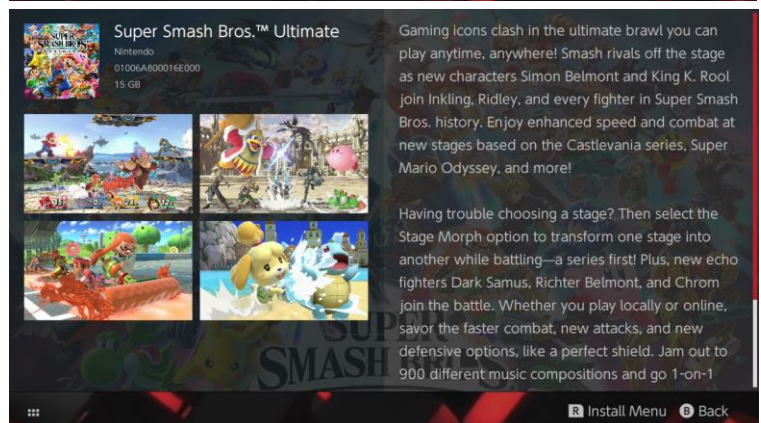 Super Smash Bros.™ Ultimate
Nintendo
01006A800016E000
15 GB
SUPER
SMASH BROS.
ULTIMATE
Gaming icons clash in the ultimate brawl you can
play anytime, anywhere! Smash rivals off the stage
as new characters Simon Belmont and King K. Rool
join Inkling, Ridley, and every fighter in Super Smash
Bros. history. Enjoy enhanced speed and combat at
new stages based on the Castlevania series, Super
Mario Odyssey, and more!
Having trouble choosing a stage? Then select the
Stage Morph option to transform one stage into
another while battling—a series first! Plus, new echo
fighters Dark Samus, Richter Belmont, and Chrom
join the battle. Whether you play locally or online,
savor the faster combat, new attacks, and new
defensive options, like a perfect shield. Jam out to
900 different music compositions and go 1-on-1
SUPER
SMASH BROS.
R Install Menu B Back